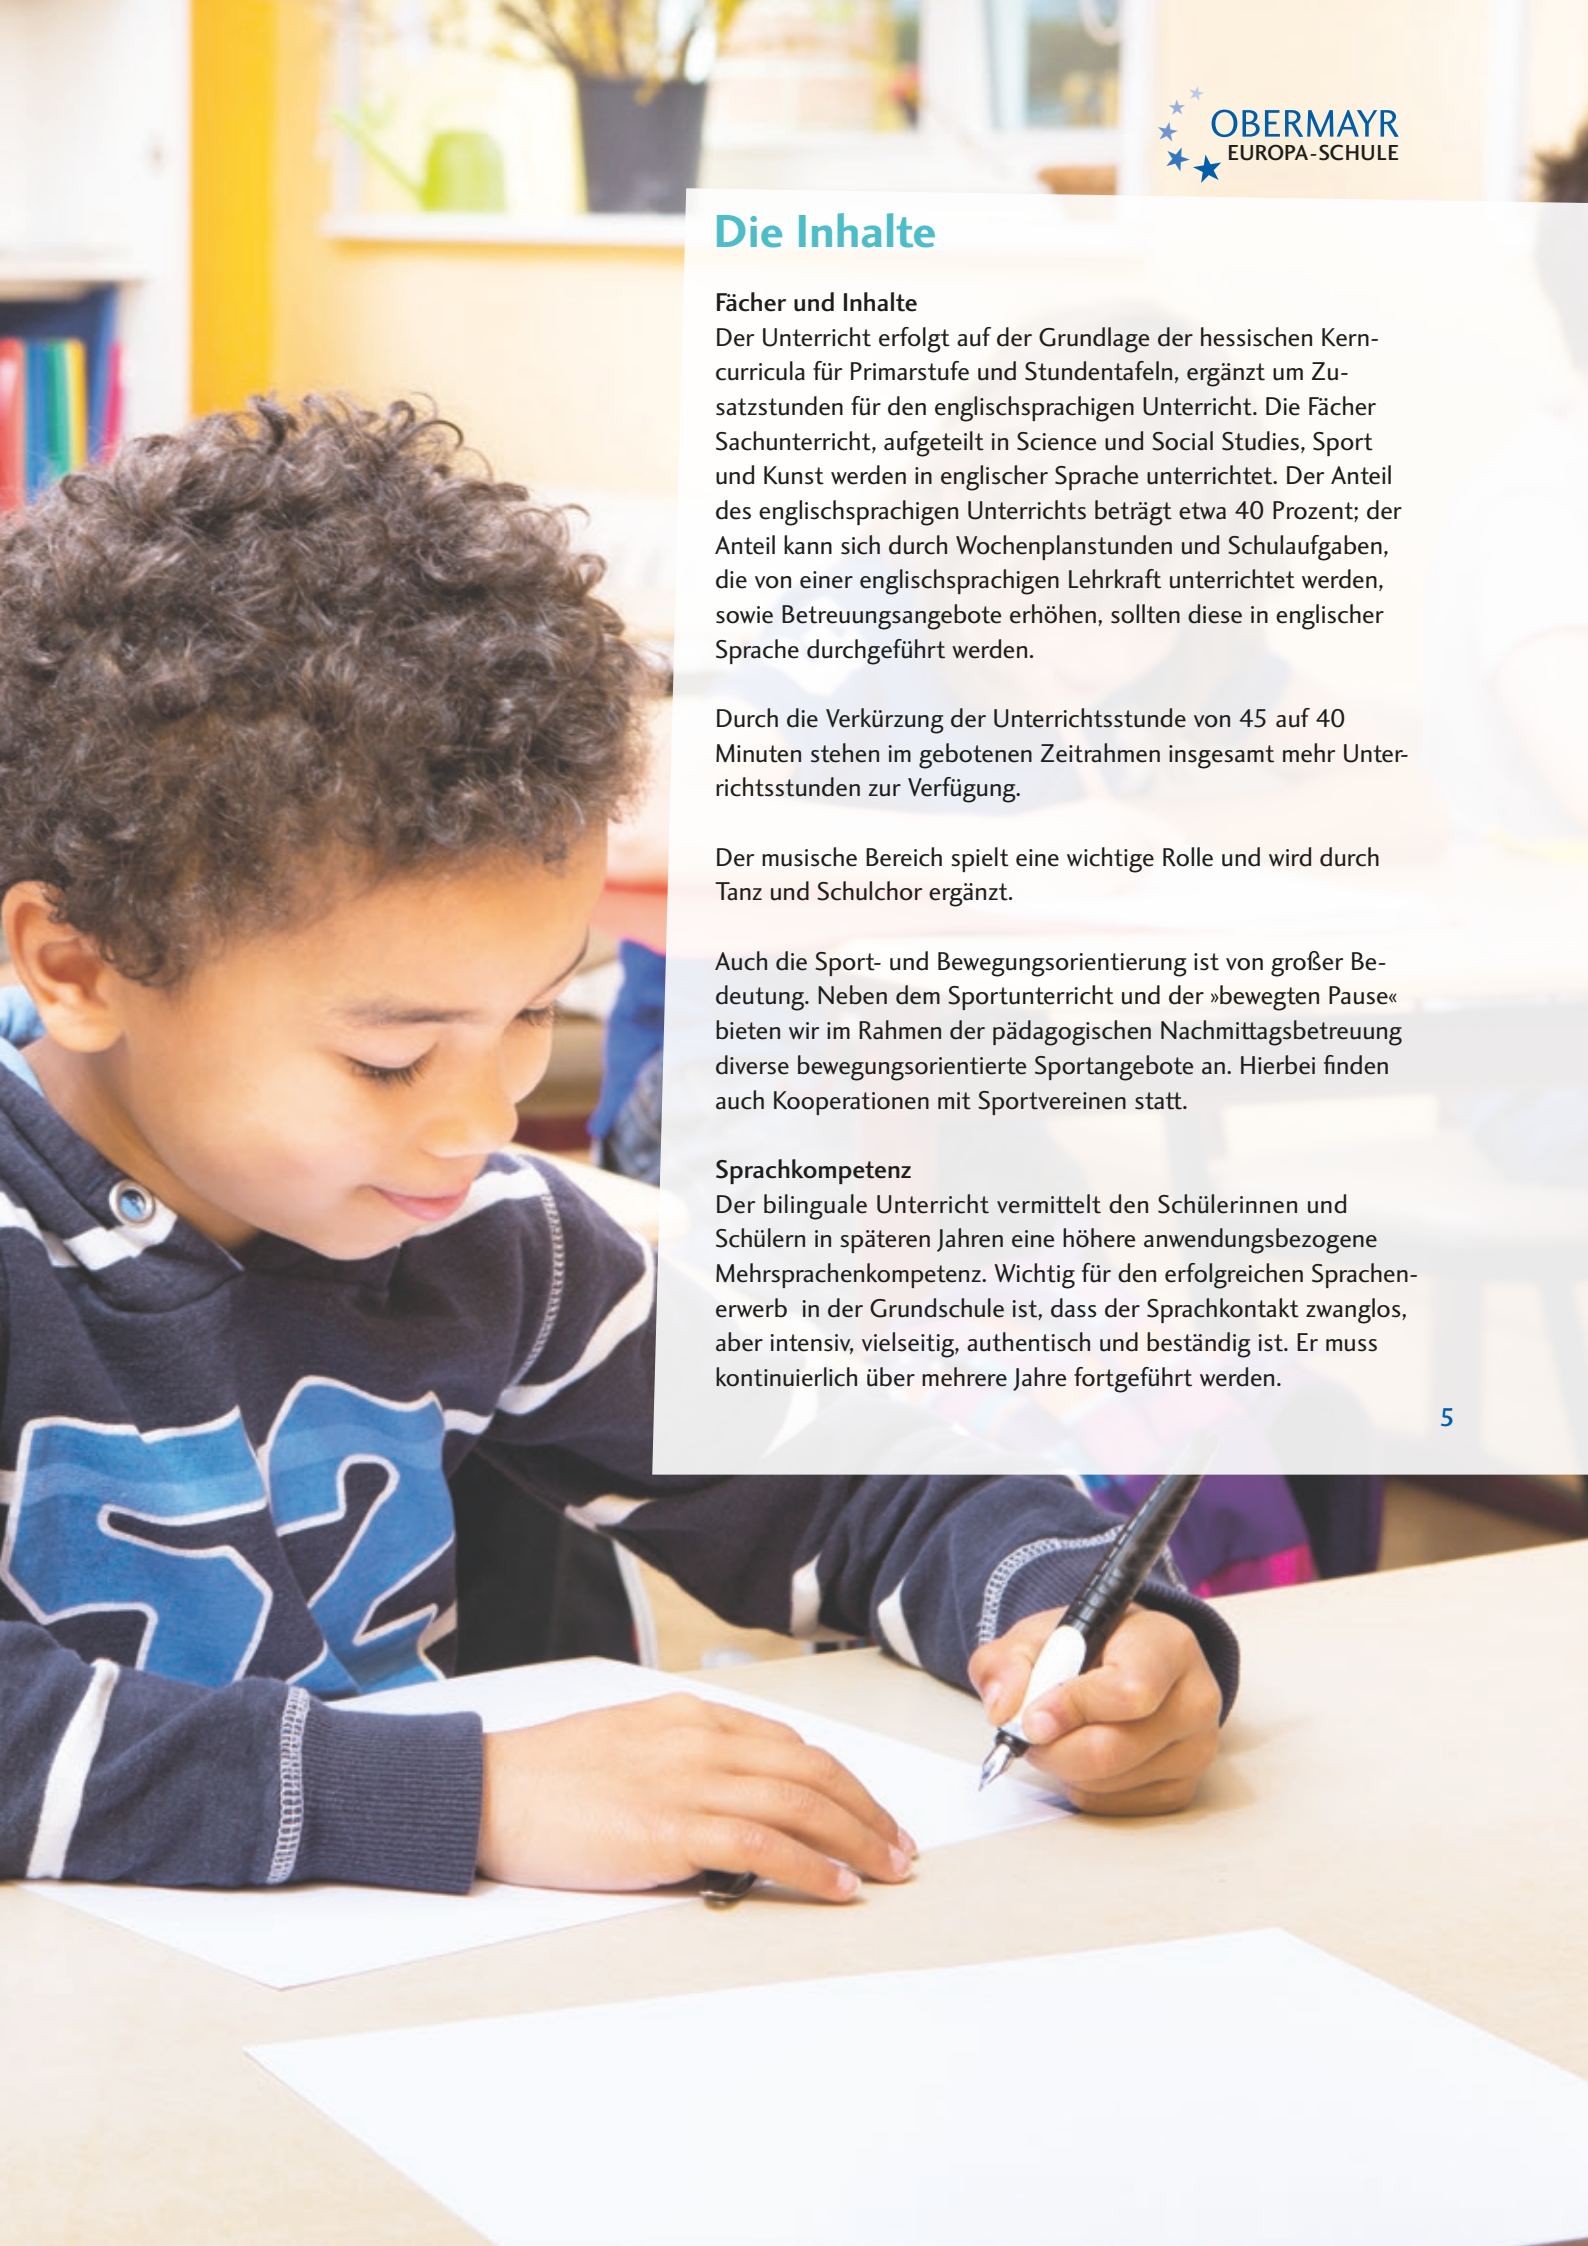 OBERMAYR
EUROPA-SCHULE
Die Inhalte
Fächer und Inhalte
Der Unterricht erfolgt auf der Grundlage der hessischen Kern-
curricula für Primarstufe und Stundentafeln, ergänzt um Zu-
satzstunden für den englischsprachigen Unterricht. Die Fächer
Sachunterricht, aufgeteilt in Science und Social Studies, Sport
und Kunst werden in englischer Sprache unterrichtet. Der Anteil
des englischsprachigen Unterrichts beträgt etwa 40 Prozent; der
Anteil kann sich durch Wochenplanstunden und Schulaufgaben,
die von einer englischsprachigen Lehrkraft unterrichtet werden,
sowie Betreuungsangebote erhöhen, sollten diese in englischer
Sprache durchgeführt werden.
Durch die Verkürzung der Unterrichtsstunde von 45 auf 40
Minuten stehen im gebotenen Zeitrahmen insgesamt mehr Unter-
richtsstunden zur Verfügung.
Der musische Bereich spielt eine wichtige Rolle und wird durch
Tanz und Schulchor ergänzt.
Auch die Sport- und Bewegungsorientierung ist von großer Be-
deutung. Neben dem Sportunterricht und der »bewegten Pause«
bieten wir im Rahmen der pädagogischen Nachmittagsbetreuung
diverse bewegungsorientierte Sportangebote an. Hierbei finden
auch Kooperationen mit Sportvereinen statt.
Sprachkompetenz
Der bilinguale Unterricht vermittelt den Schülerinnen und
Schülern in späteren Jahren eine höhere anwendungsbezogene
Mehrsprachenkompetenz. Wichtig für den erfolgreichen Sprachen-
erwerb  in der Grundschule ist, dass der Sprachkontakt zwanglos,
aber intensiv, vielseitig, authentisch und beständig ist. Er muss
kontinuierlich über mehrere Jahre fortgeführt werden.
5
52